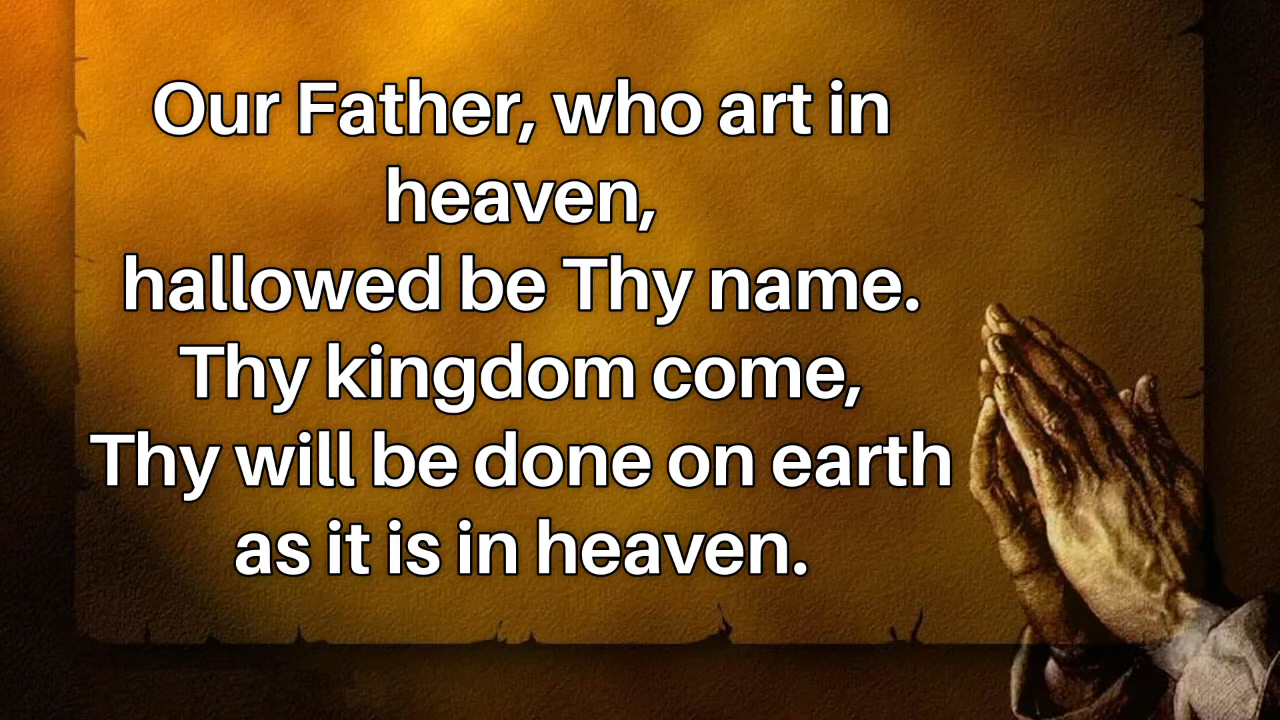 Our Father, who art in
heaven,
hallowed be Thy name.
Thy kingdom come,
Thy will be done on earth
as it is in heaven.